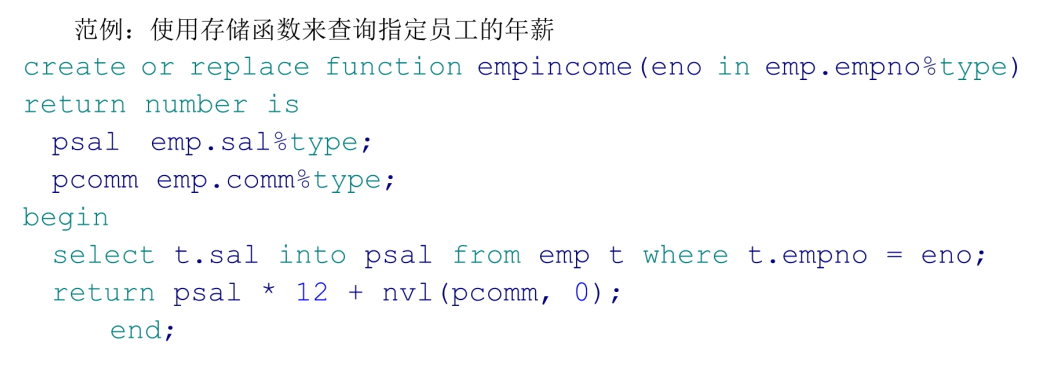 范例：使用存储函数来查询指定员工的年薪
create or replace function empincome(eno in emp.empno%type)
return number is
psal emp.sal%type;
pcomm emp.comm%type;
begin
select t.sal into psal from emp t where t.empno = eno;
return psal * 12 + nvl(pcomm, 0);
end;